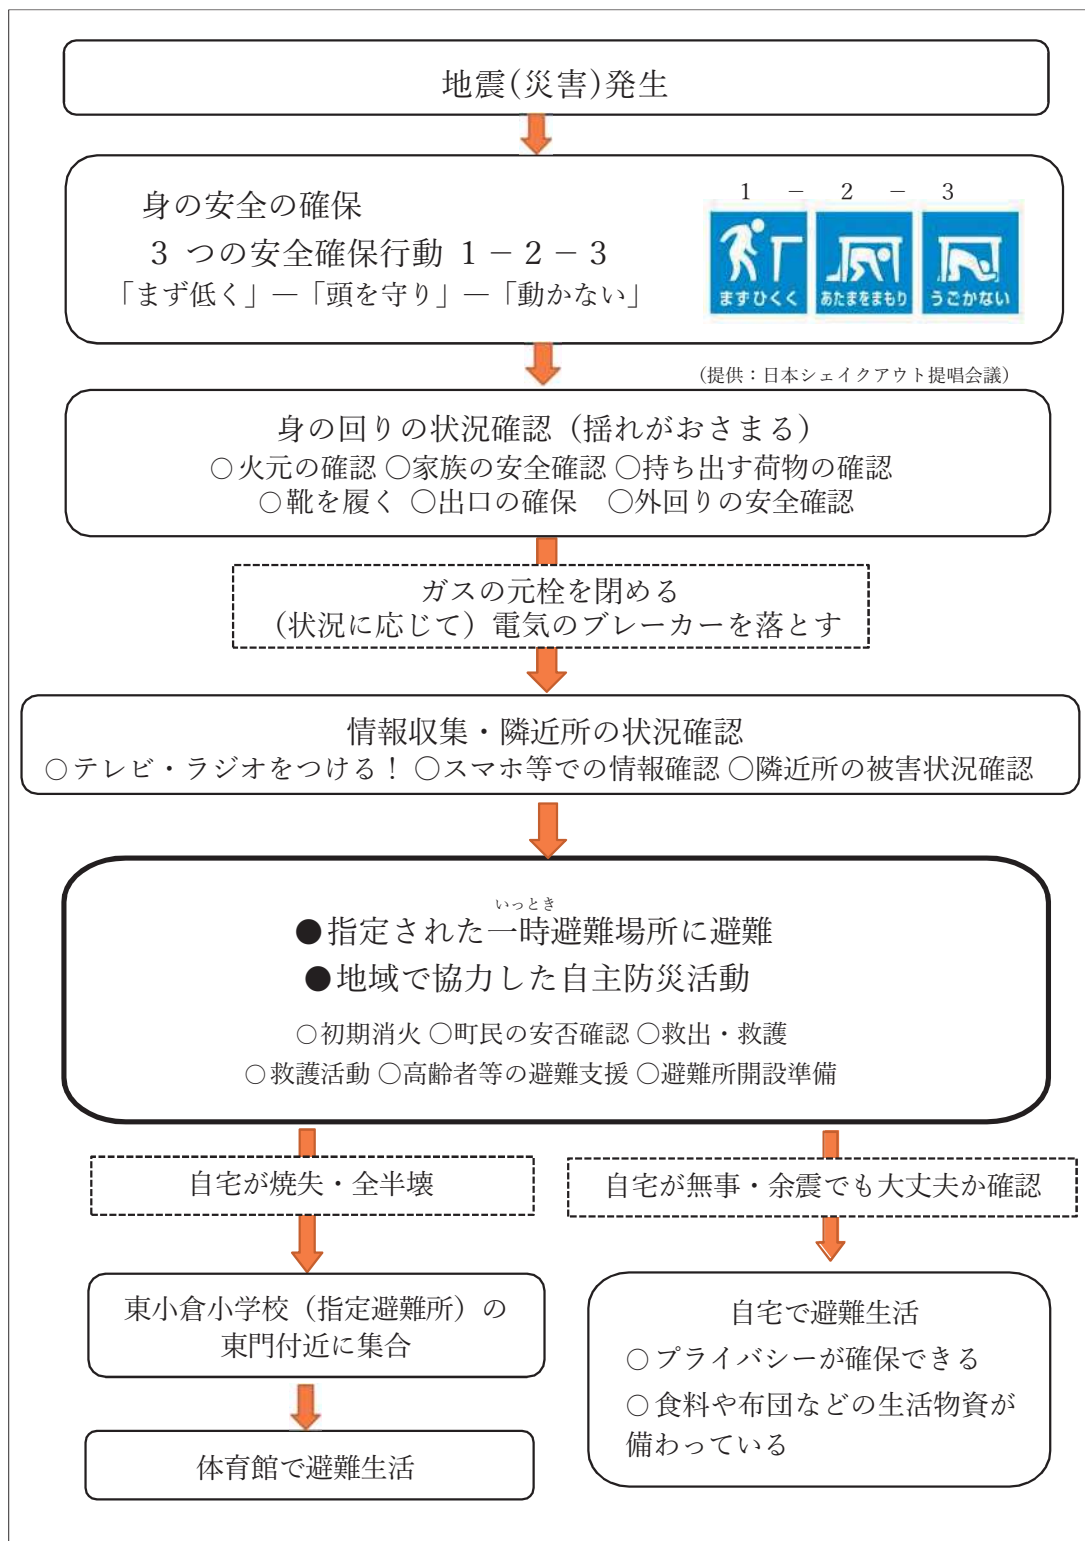 地震(災害)発生
身の安全の確保
3 つの安全確保行動 1－2－3
「まず低く」―「頭を守り」―「動かない」
1 － 2 － 3
まずひくく
あたまをまもり
うごかない
(提供：日本シェイクアウト提唱会議)
身の回りの状況確認（揺れがおさまる）
○火元の確認 ○家族の安全確認 ○持ち出す荷物の確認
○靴を履く ○出口の確保　○外回りの安全確認
ガスの元栓を閉める
（状況に応じて）電気のブレーカーを落とす
情報収集・隣近所の状況確認
○テレビ・ラジオをつける！ ○スマホ等での情報確認 ○隣近所の被害状況確認
いっとき
●指定された一時避難場所に避難
●地域で協力した自主防災活動
○初期消火 ○町民の安否確認 ○救出・救護
○救護活動 ○高齢者等の避難支援 ○避難所開設準備
自宅が焼失・全半壊
自宅が無事・余震でも大丈夫か確認
東小倉小学校（指定避難所）の
東門付近に集合
体育館で避難生活
自宅で避難生活
○プライバシーが確保できる
○食料や布団などの生活物資が
備わっている